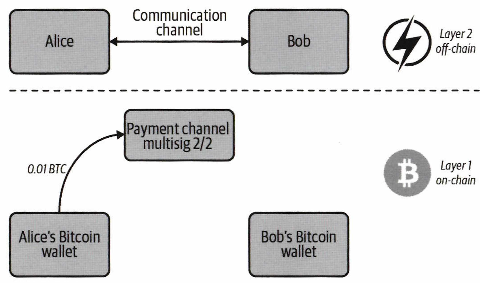 Communication
channel
Alice
Bob
Layer 2
off-chain
Payment channel
multisig 2/2
0.01 BTC
Layer 1
on-chain
Alice's Bitcoin
wallet
Bob's Bitcoin
wallet